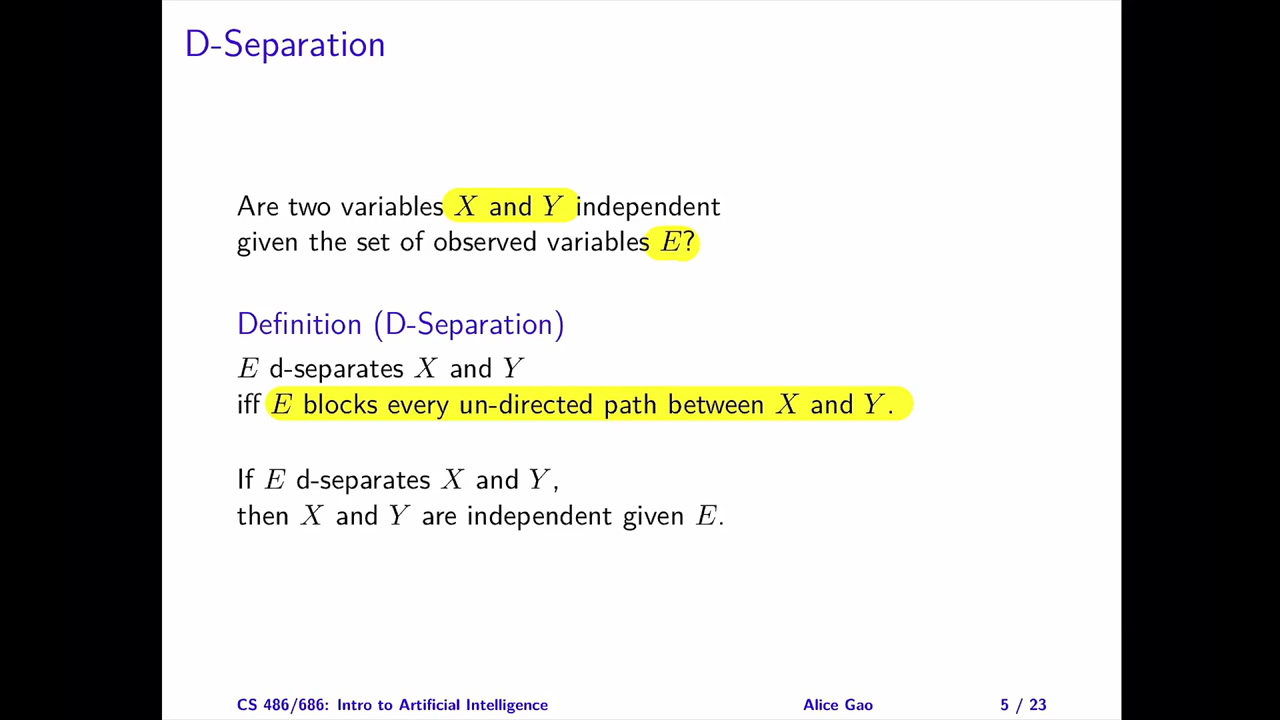 D-Separation
Are two variables X and Y independent
given the set of observed variables E?
Definition (D-Separation)
E d-separates X and Y
iff E blocks every un-directed path between X and Y.
If E d-separates X and Y,
then X and Y are independent given E.
CS 486/686: Intro to Artificial Intelligence Alice Gao 5 / 23